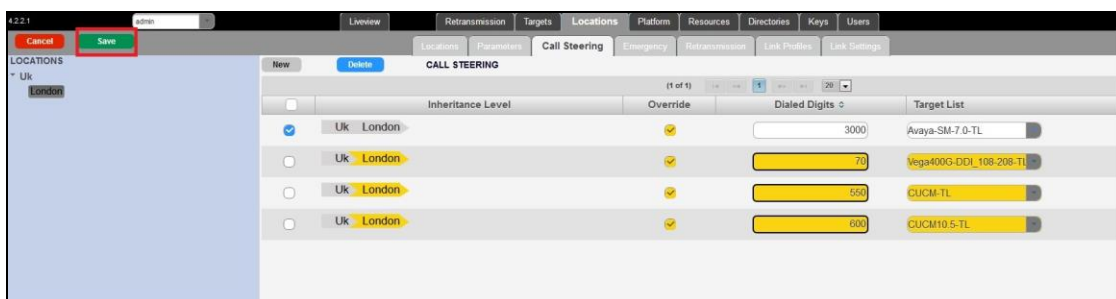 4.2.2.1 admin Liveview Retransmission Targets Locations Platform Resources Directories Keys Users
Cancel Save Locations Parameters Call Steering Emergency Retransmission Link Profiles Link Settings
LOCATIONS
Uk
London
New Delete CALL STEERING
(1 of 1) 1 20
Inheritance Level Override Dialed Digits Target List
Uk London 3000 Avaya-SM-7.0-TL
Uk London 70 Vega400G-DDI_108-208-TL
Uk London 550 CUCM-TL
Uk London 600 CUCM10.5-TL